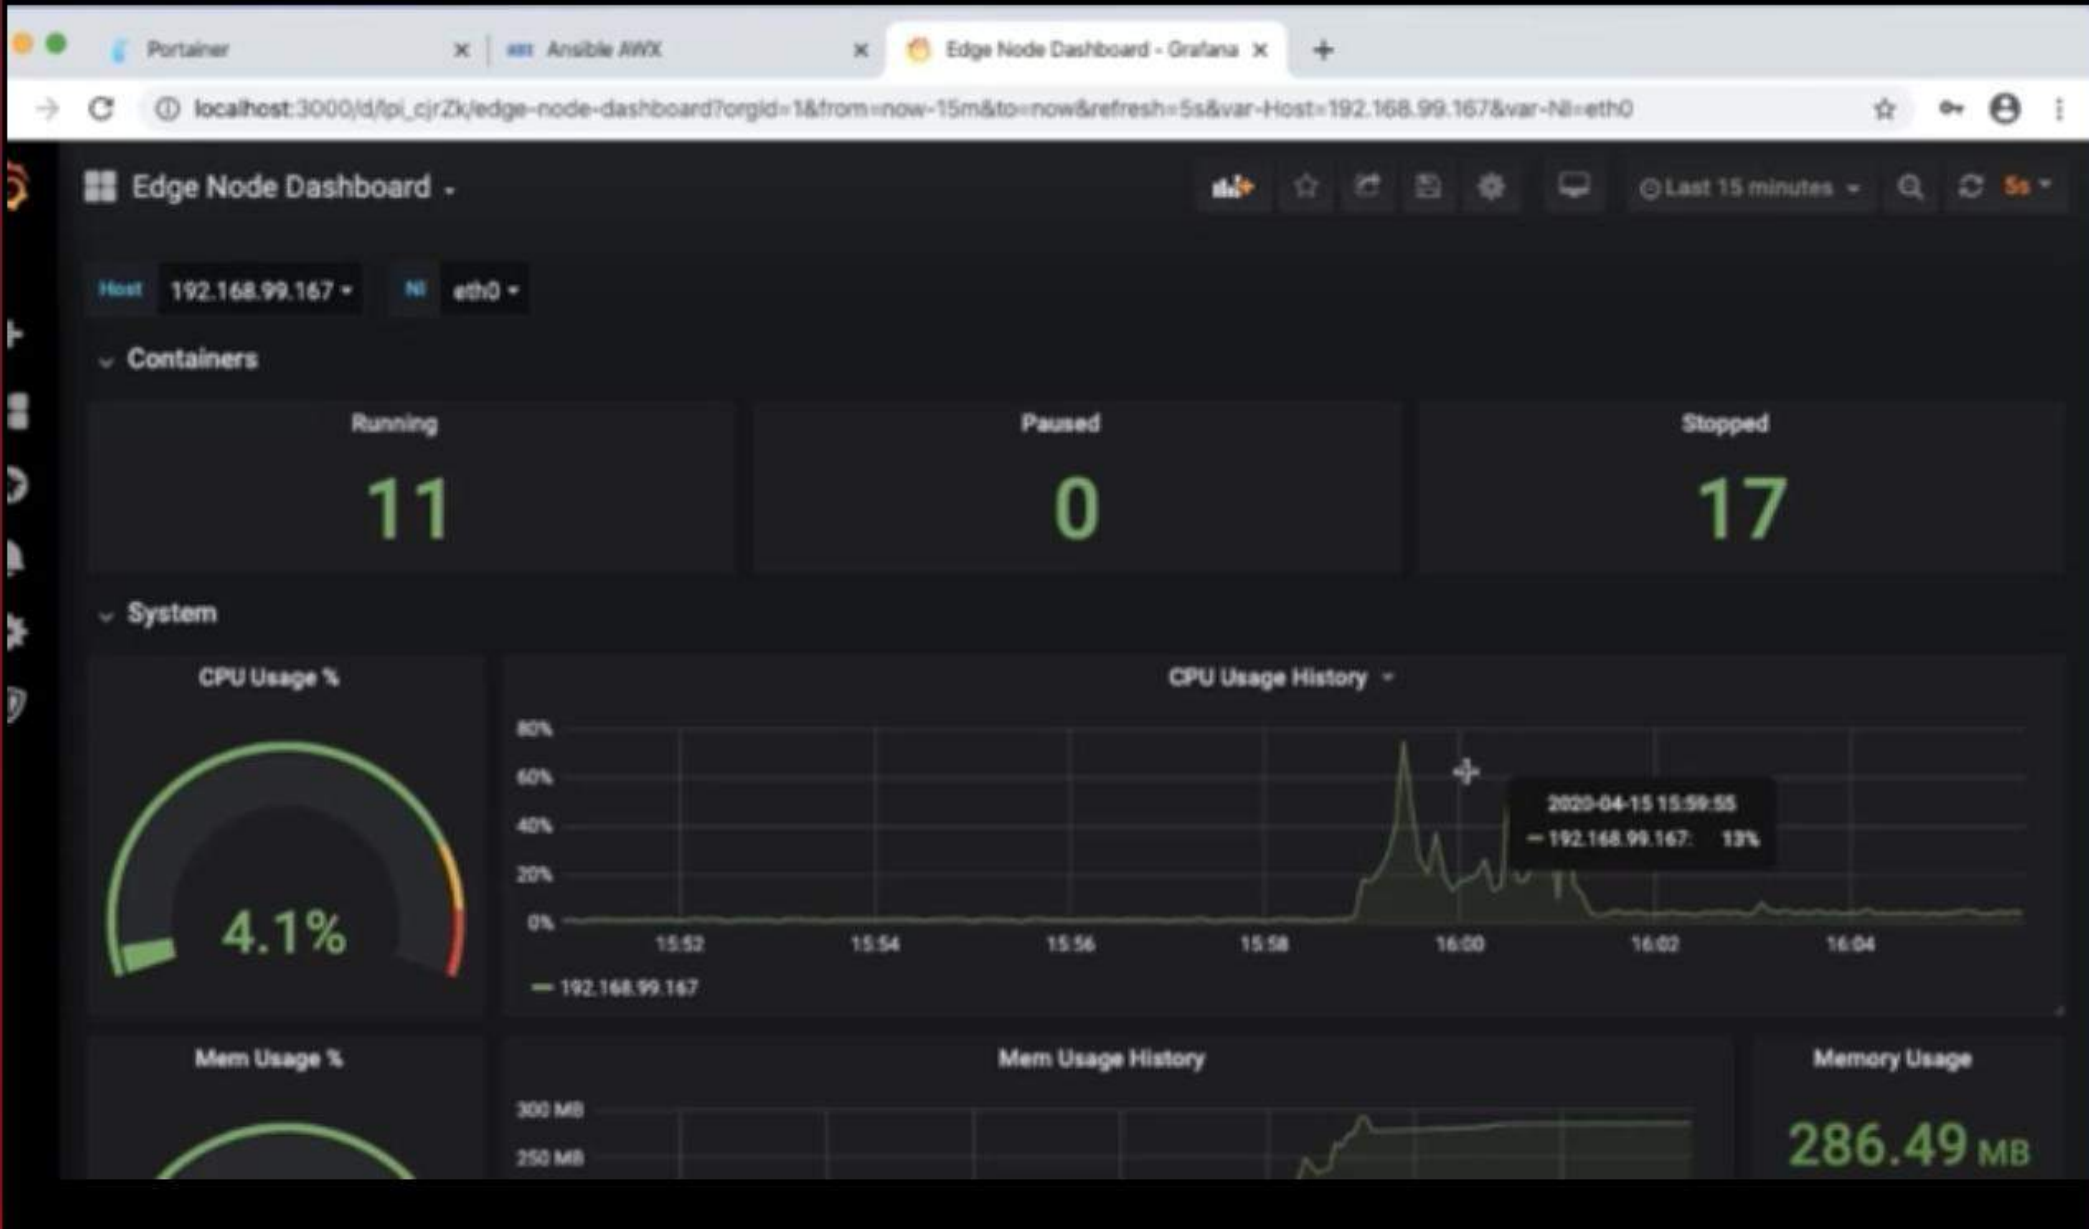 Portainer
Ansible AWX
Edge Node Dashboard - Grafana
localhost:3000/d/lpi_cjrZk/edge-node-dashboard?orgId=1&from=now-15m&to=now&refresh=5s&var-Host=192.168.99.167&var-NI=eth0
Edge Node Dashboard
Last 15 minutes
5s
Host 192.168.99.167 NI eth0
Containers
Running
Paused
Stopped
11
0
17
System
CPU Usage %
4.1%
CPU Usage History
80%
60%
40%
20%
0%
2020-04-15 15:59:55
192.168.99.167: 13%
15:52 15:54 15:56 15:58 16:00 16:02 16:04
192.168.99.167
Mem Usage %
Mem Usage History
300 MB
250 MB
Memory Usage
286.49 MB